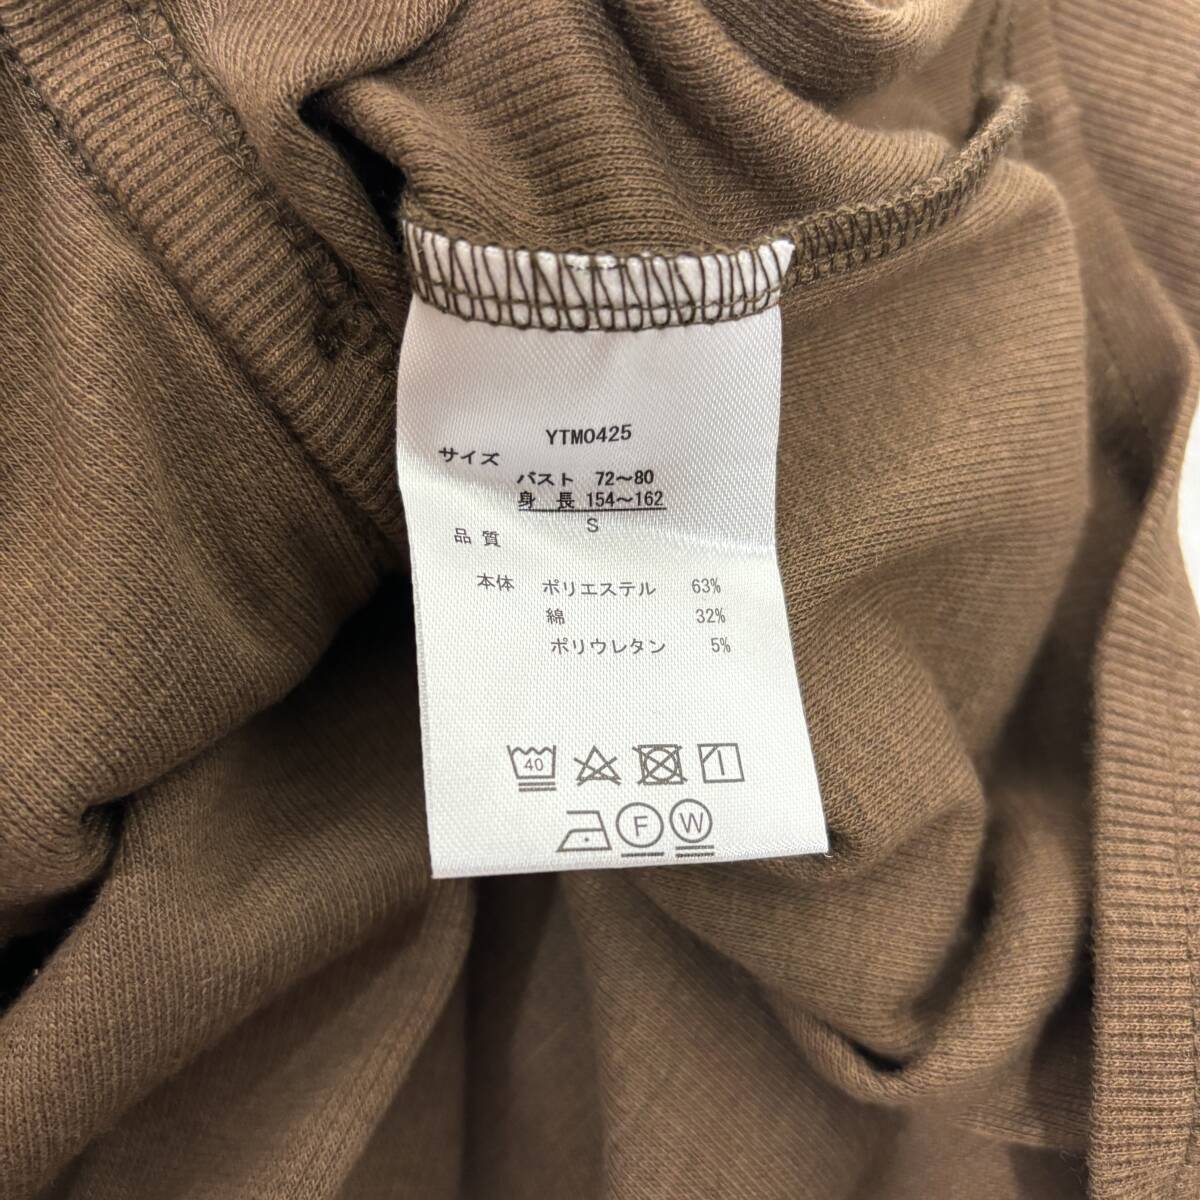 YTM0425
サイズ
バスト 72～80
身 長 154～162
S
品 質
本体 ポリエステル 63%
綿 32%
ポリウレタン 5%
40
F W